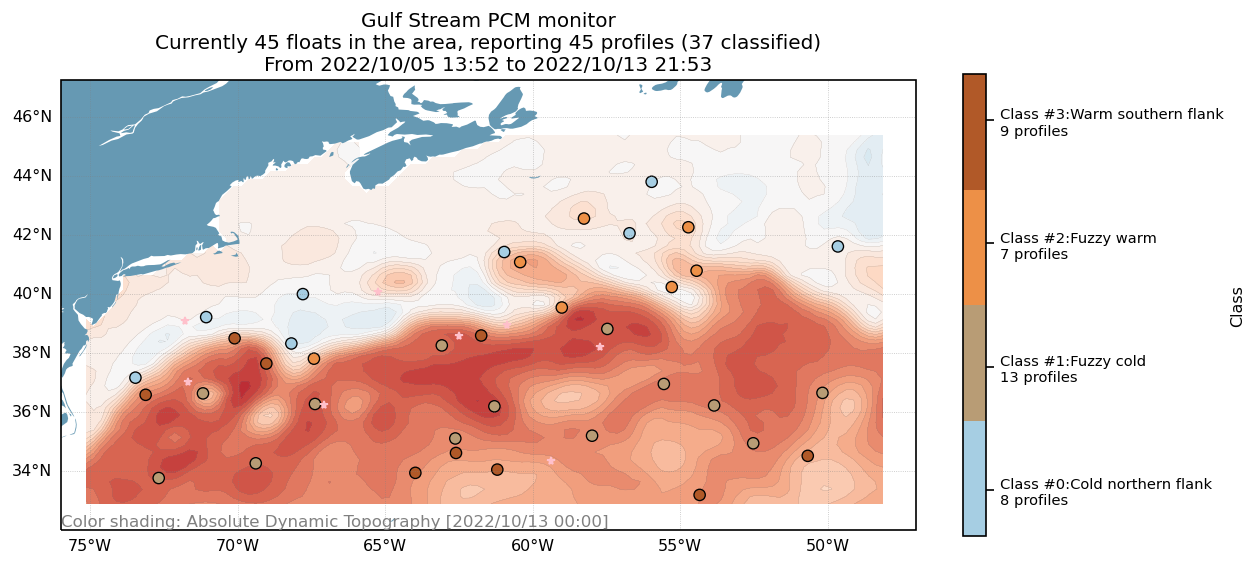 Gulf Stream PCM monitor
Currently 45 floats in the area, reporting 45 profiles (37 classified)
From 2022/10/05 13:52 to 2022/10/13 21:53
46°N
44°N
42°N
40°N
38°N
36°N
34°N
Color shading: Absolute Dynamic Topography [2022/10/13 00:00]
75°W
70°W
65°W
60°W
55°W
50°W
Class #3:Warm southern flank
9 profiles
Class #2:Fuzzy warm
7 profiles
Class #1:Fuzzy cold
13 profiles
Class #0:Cold northern flank
8 profiles
Class